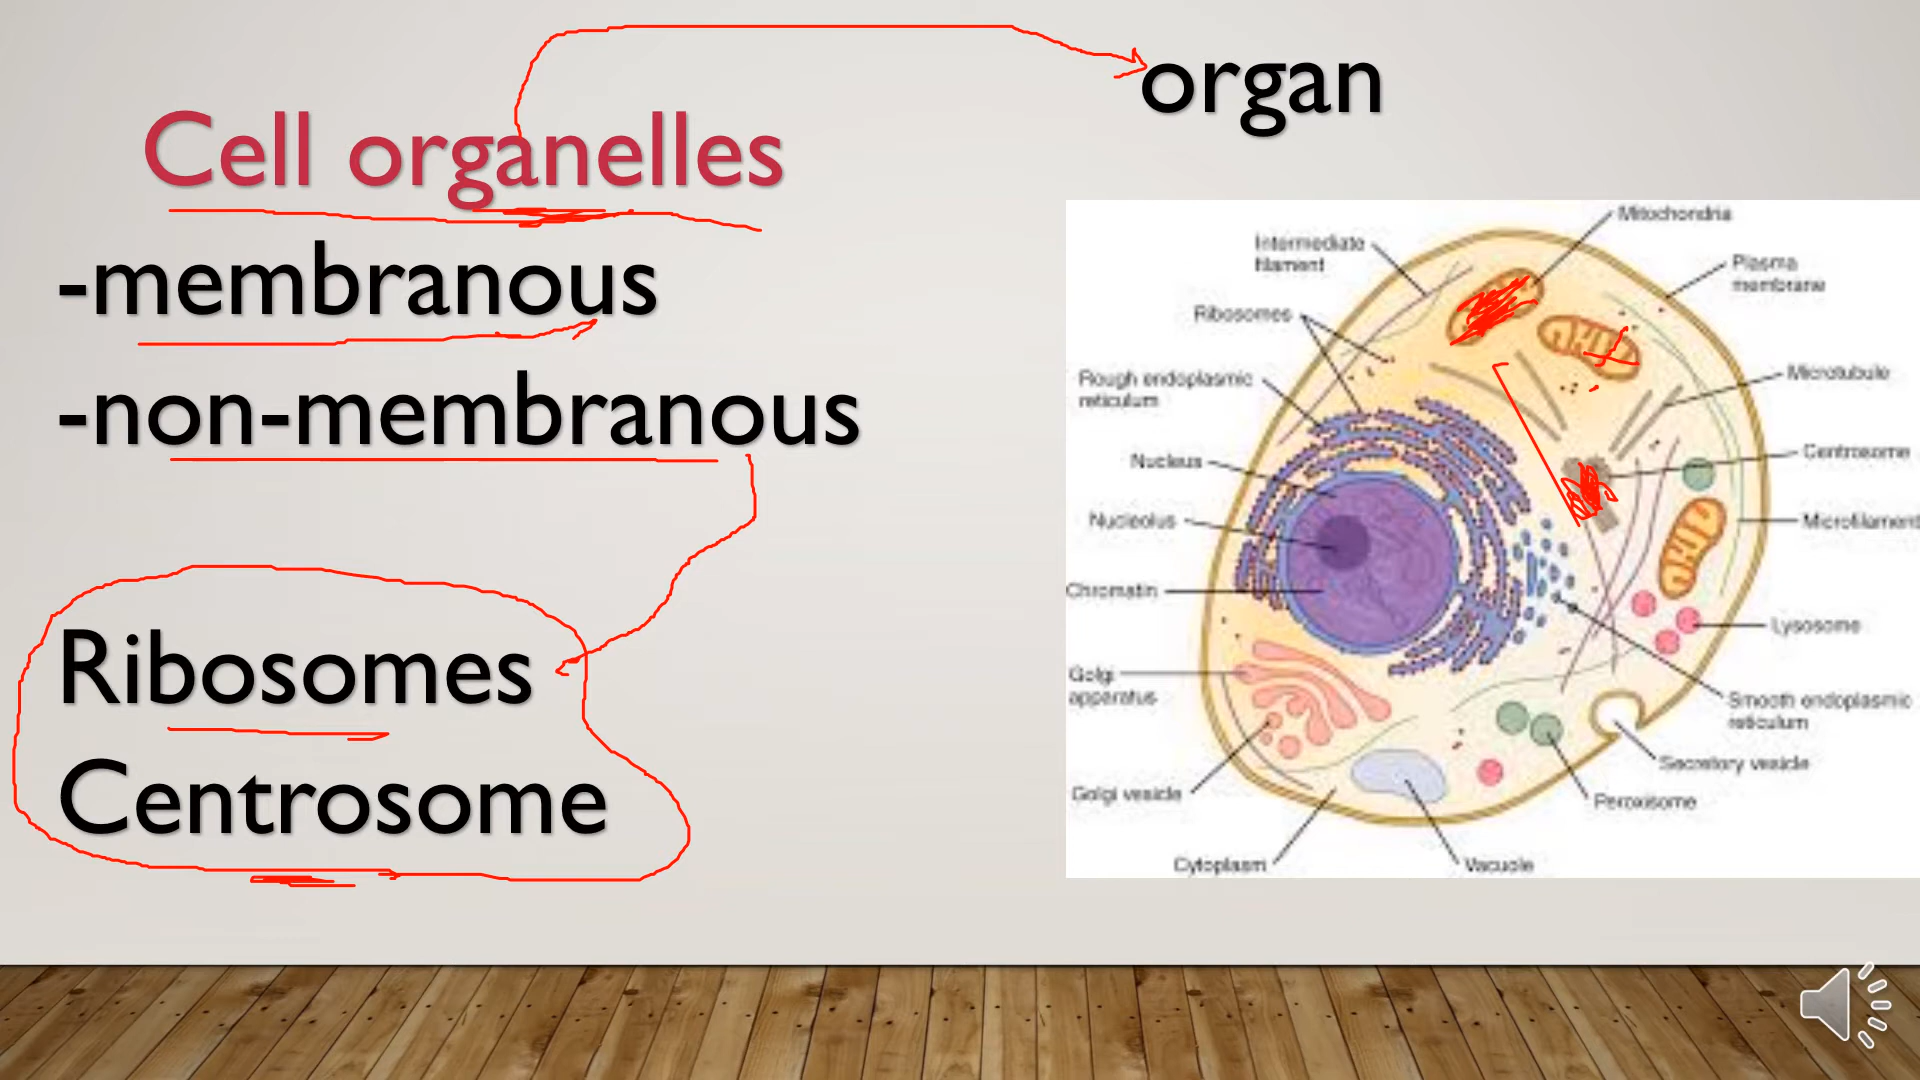 organ
Cell organelles
-membranous
-non-membranous
Ribosomes
Centrosome
Mitochondria
Intermediate
filament
Plasma
membrane
Ribosomes
Rough endoplasmic
reticulum
Microtubule
Nucleus
Centrosome
Nucleolus
Microfilament
Chromatin
Lysosome
Golgi
apparatus
Smooth endoplasmic
reticulum
Secretory vesicle
Golgi vesicle
Peroxisome
Cytoplasm
Vacuole